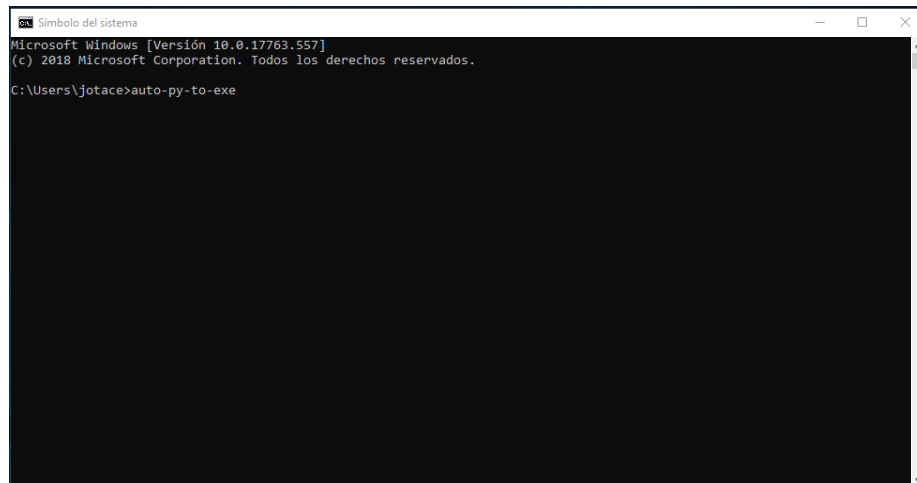 Símbolo del sistema
Microsoft Windows [Versión 10.0.17763.557]
(c) 2018 Microsoft Corporation. Todos los derechos reservados.
C:\Users\jotace>auto-py-to-exe